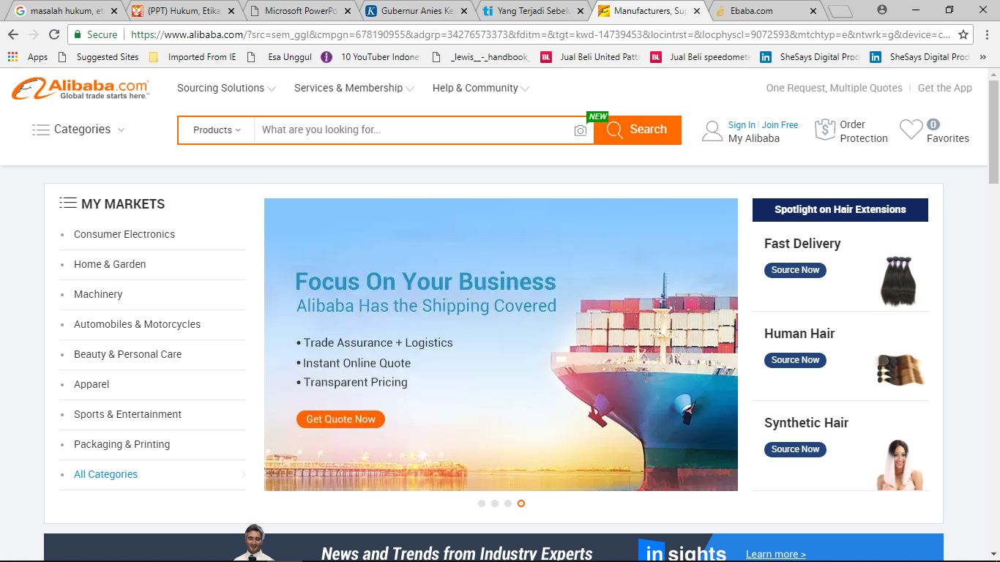 masalah hukum, et
(PPT) Hukum, Etika
Microsoft PowerPo
Gubernur Anies Ke
Yang Terjadi Sebelu
Manufacturers, Sup
Ebaba.com
Secure
https://www.alibaba.com/?src=sem_ggl&cmpgn=678190955&adgrp=34276573373&fditm=&tgt=kwd-14739453&locintrst=&locphyscl=9072593&mtchtyp=e&ntwrk=g&device=c...
Apps
Suggested Sites
Imported From IE
Esa Unggul
10 YouTuber Indone
_lewis__-_handbook_
BL Jual Beli United Patta
BL Jual Beli speedomete
in SheSays Digital Prod
in SheSays Digital Prod
»
Alibaba.com
Global trade starts here.™
Sourcing Solutions
Services & Membership
Help & Community
One Request, Multiple Quotes
Get the App
Categories
Products
What are you looking for...
NEW
Search
Sign In | Join Free
My Alibaba
Order
Protection
0
Favorites
MY MARKETS
Consumer Electronics
Home & Garden
Machinery
Automobiles & Motorcycles
Beauty & Personal Care
Apparel
Sports & Entertainment
Packaging & Printing
All Categories
Focus On Your Business
Alibaba Has the Shipping Covered
• Trade Assurance + Logistics
• Instant Online Quote
• Transparent Pricing
Get Quote Now
Spotlight on Hair Extensions
Fast Delivery
Source Now
Human Hair
Source Now
Synthetic Hair
Source Now
News and Trends from Industry Experts
in sights
Learn more >